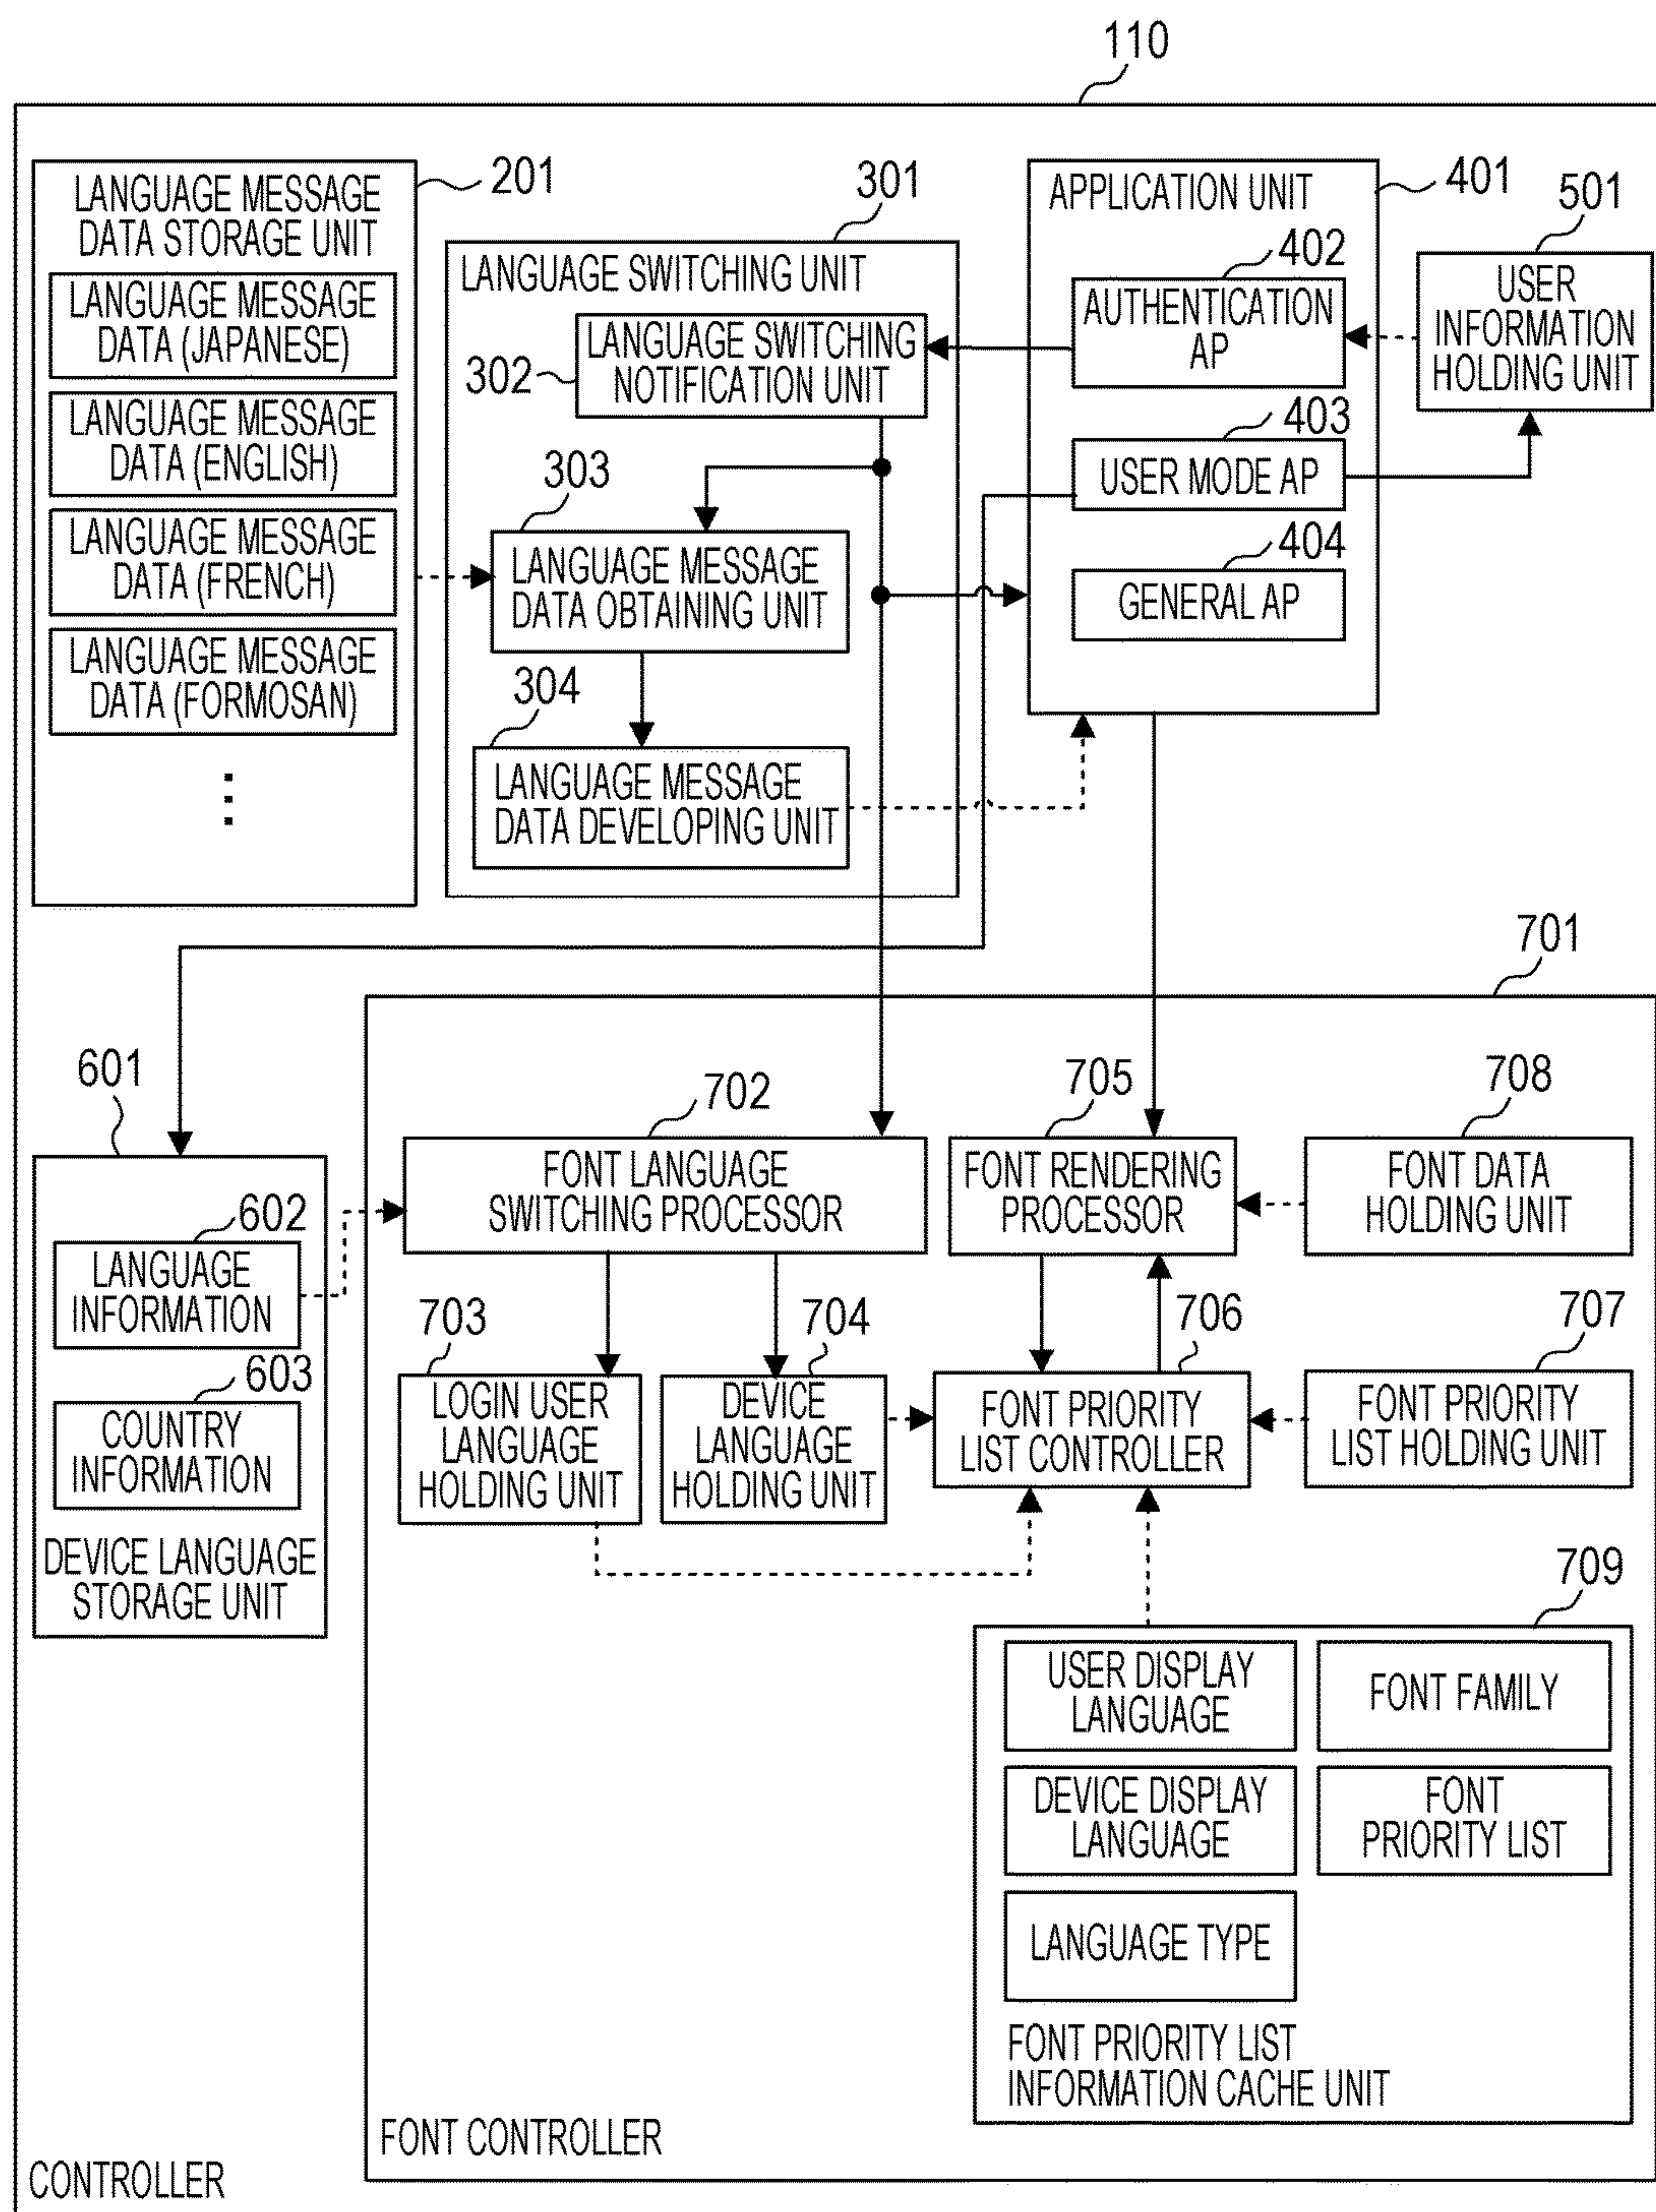 110
201
LANGUAGE MESSAGE
DATA STORAGE UNIT
LANGUAGE MESSAGE
DATA (JAPANESE)
LANGUAGE MESSAGE
DATA (ENGLISH)
LANGUAGE MESSAGE
DATA (FRENCH)
LANGUAGE MESSAGE
DATA (FORMOSAN)
301
LANGUAGE SWITCHING UNIT
302
LANGUAGE SWITCHING
NOTIFICATION UNIT
303
LANGUAGE MESSAGE
DATA OBTAINING UNIT
304
LANGUAGE MESSAGE
DATA DEVELOPING UNIT
401
APPLICATION UNIT
402
AUTHENTICATION
AP
403
USER MODE AP
404
GENERAL AP
501
USER
INFORMATION
HOLDING UNIT
601
602
LANGUAGE
INFORMATION
603
COUNTRY
INFORMATION
DEVICE LANGUAGE
STORAGE UNIT
701
702
FONT LANGUAGE
SWITCHING PROCESSOR
705
FONT RENDERING
PROCESSOR
708
FONT DATA
HOLDING UNIT
703
LOGIN USER
LANGUAGE
HOLDING UNIT
704
DEVICE
LANGUAGE
HOLDING UNIT
706
FONT PRIORITY
LIST CONTROLLER
707
FONT PRIORITY
LIST HOLDING UNIT
709
USER DISPLAY
LANGUAGE
FONT FAMILY
DEVICE DISPLAY
LANGUAGE
FONT
PRIORITY LIST
LANGUAGE TYPE
FONT PRIORITY LIST
INFORMATION CACHE UNIT
FONT CONTROLLER
CONTROLLER